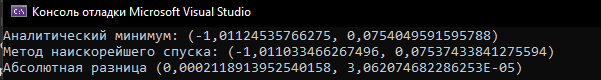 Консоль отладки Microsoft Visual Studio
Аналитический минимум: (-1,01124535766275, 0,0754049591595788)
Метод наискорейшего спуска: (-1,011033466267496, 0,07537433841275594)
Абсолютная разница (0,0002118913952540158, 3,062074682286253E-05)